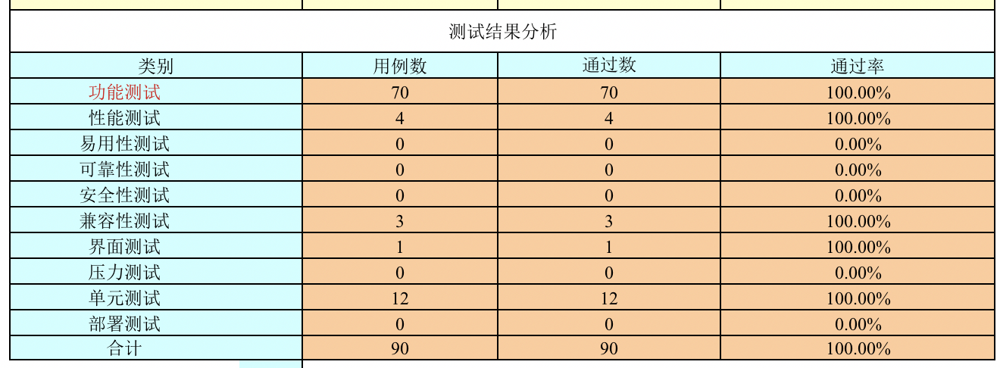 测试结果分析
类别 用例数 通过数 通过率
功能测试 70 70 100.00%
性能测试 4 4 100.00%
易用性测试 0 0 0.00%
可靠性测试 0 0 0.00%
安全性测试 0 0 0.00%
兼容性测试 3 3 100.00%
界面测试 1 1 100.00%
压力测试 0 0 0.00%
单元测试 12 12 100.00%
部署测试 0 0 0.00%
合计 90 90 100.00%